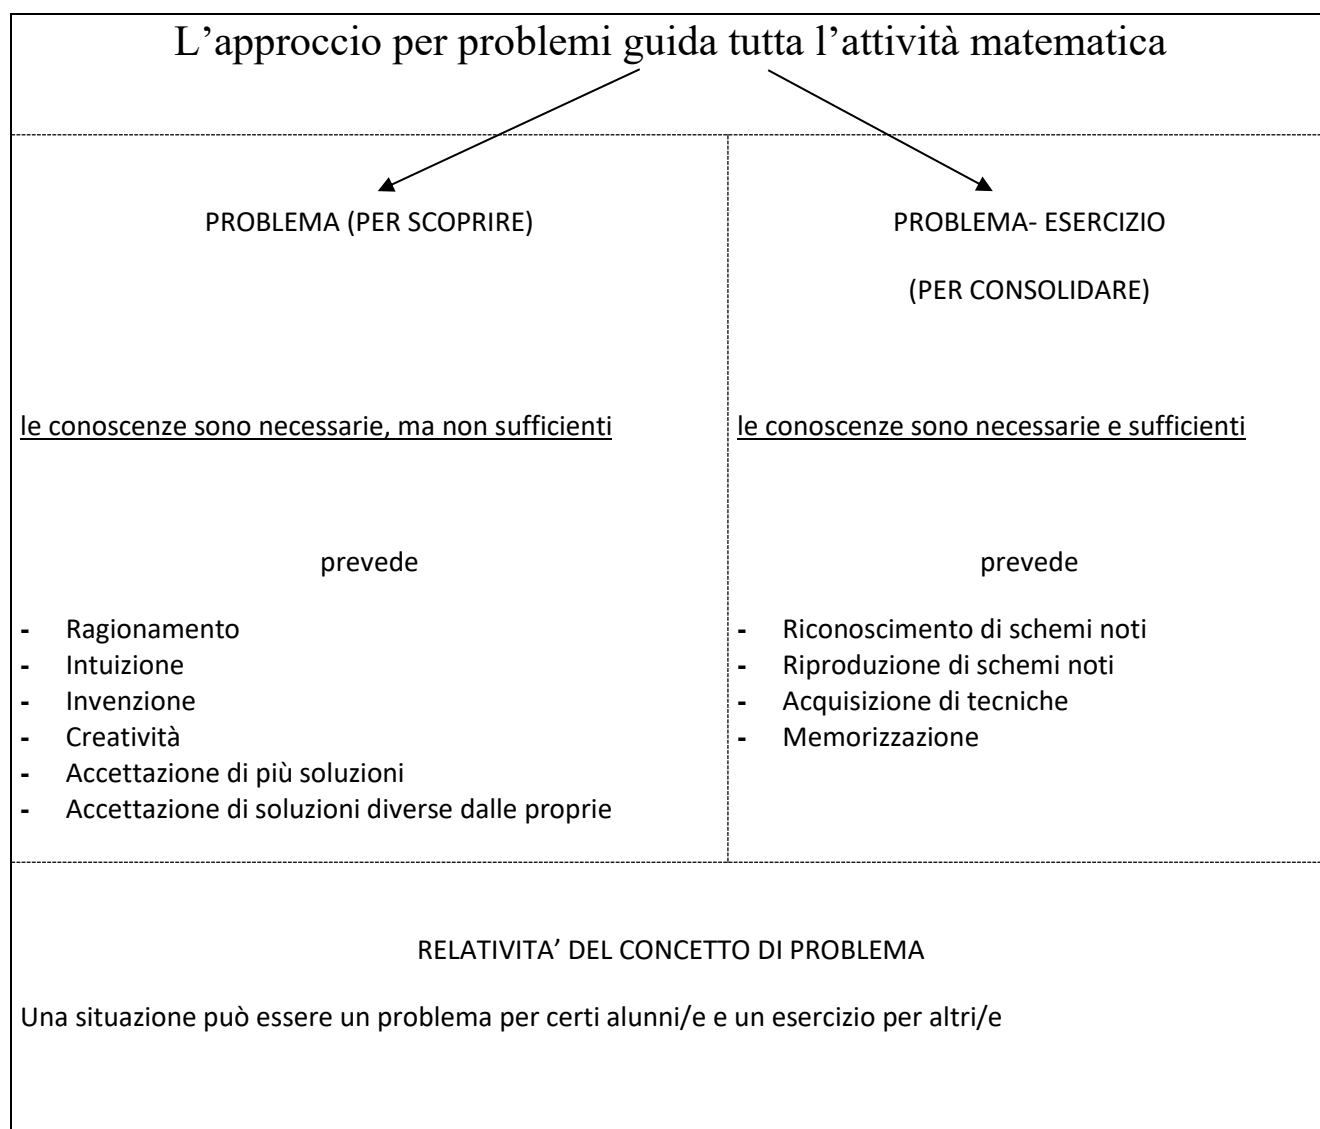 L’approccio per problemi guida tutta l’attività matematica
PROBLEMA (PER SCOPRIRE)
le conoscenze sono necessarie, ma non sufficienti
prevede
- Ragionamento
- Intuizione
- Invenzione
- Creatività
- Accettazione di più soluzioni
- Accettazione di soluzioni diverse dalle proprie
PROBLEMA- ESERCIZIO
(PER CONSOLIDARE)
le conoscenze sono necessarie e sufficienti
prevede
- Riconoscimento di schemi noti
- Riproduzione di schemi noti
- Acquisizione di tecniche
- Memorizzazione
RELATIVITA’ DEL CONCETTO DI PROBLEMA
Una situazione può essere un problema per certi alunni/e e un esercizio per altri/e